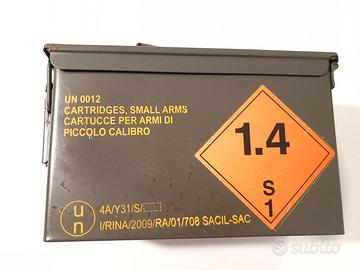 UN 0012
CARTRIDGES, SMALL ARMS
CARTUCCE PER ARMI DI
PICCOLO CALIBRO
1.4
S
1
u
n
4A/Y31/S/
I/RINA/2009/RA/01/708 SACIL-SAC
subito